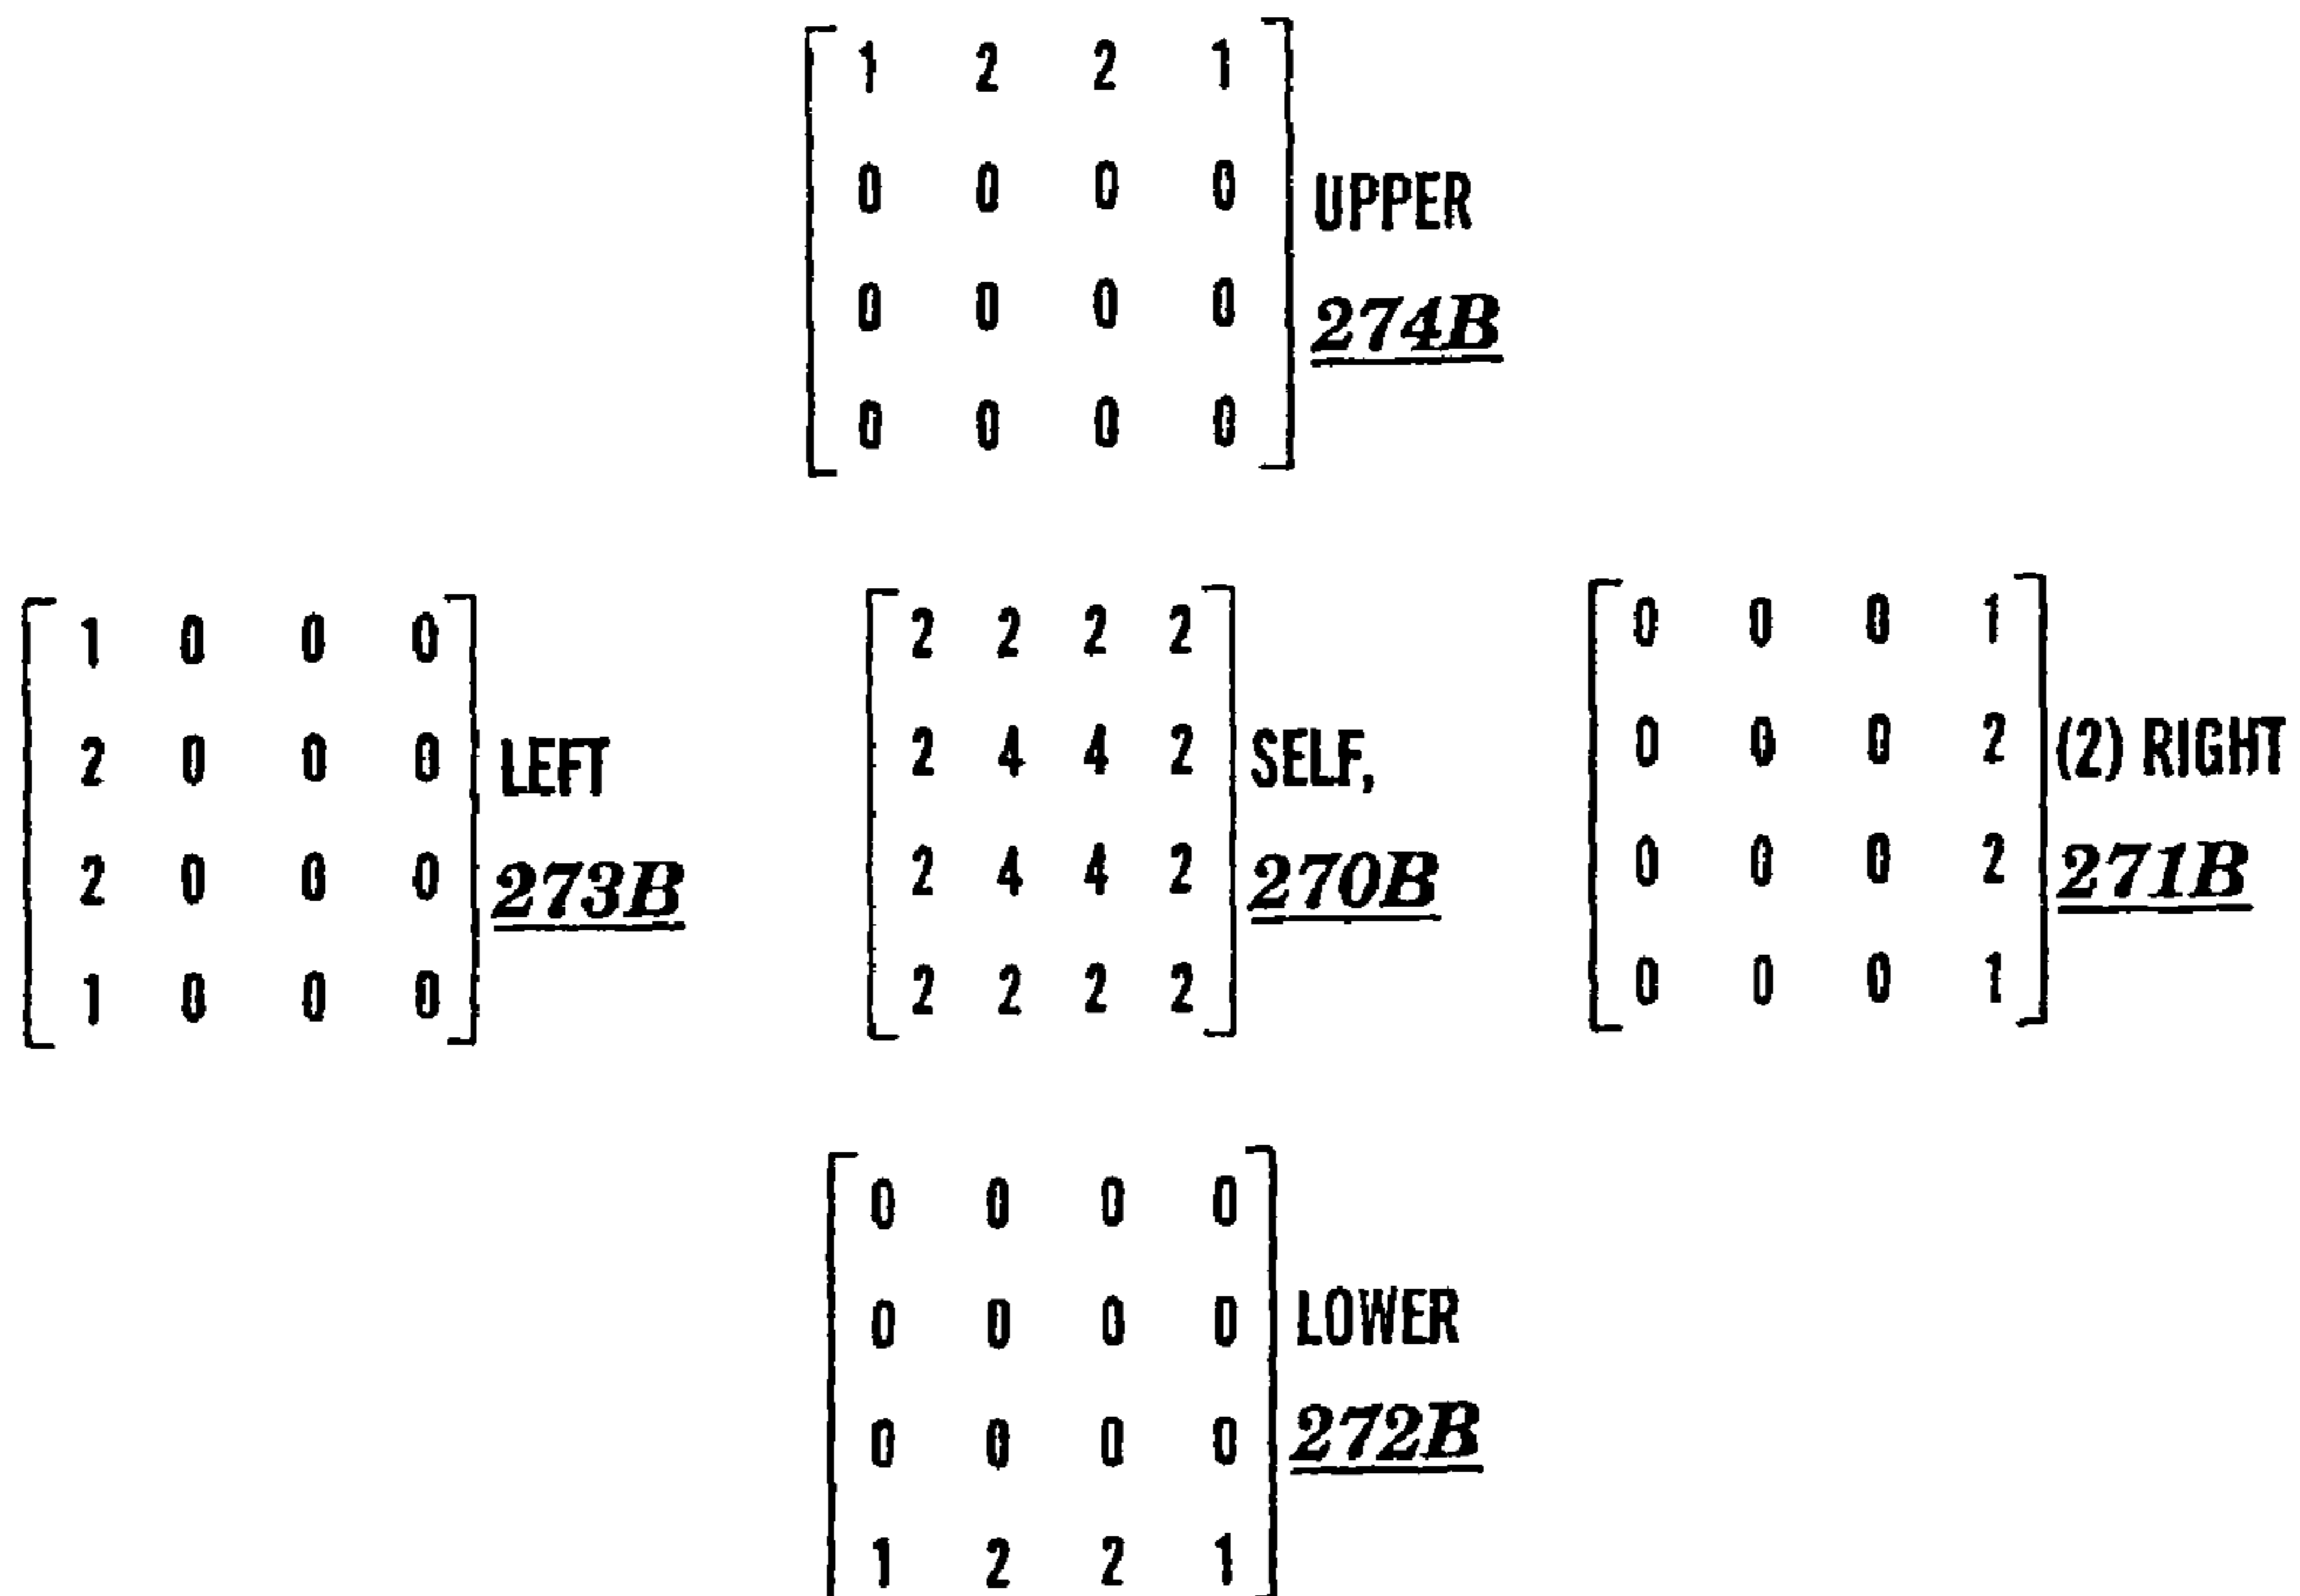 1 2 2 1
0 0 0 0 UPPER
0 0 0 0 274B
0 0 0 0
1 0 0 0
2 0 0 0 LEFT
2 0 0 0 273B
1 0 0 0
2 2 2 2
2 4 4 2 SELF,
2 4 4 2 270B
2 2 2 2
0 0 0 1
0 0 0 2 (2) RIGHT
0 0 0 2 271B
0 0 0 1
0 0 0 0
0 0 0 0 LOWER
0 0 0 0 272B
1 2 2 1